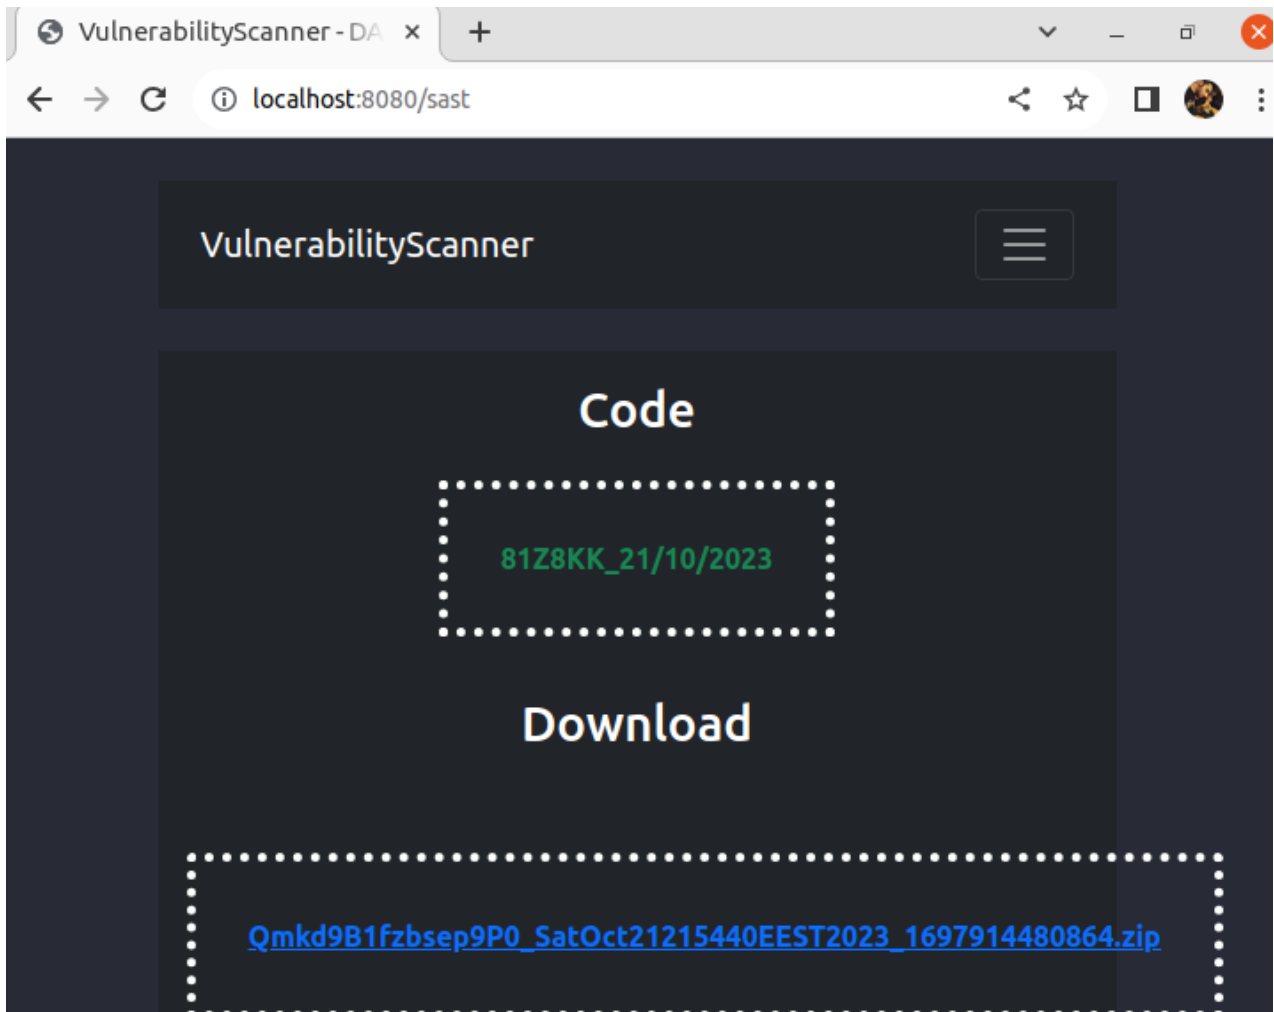 VulnerabilityScanner - DA
localhost:8080/sast
VulnerabilityScanner
Code
81Z8KK_21/10/2023
Download
Qmkd9B1fzbsep9P0_SatOct21215440EEST2023_1697914480864.zip